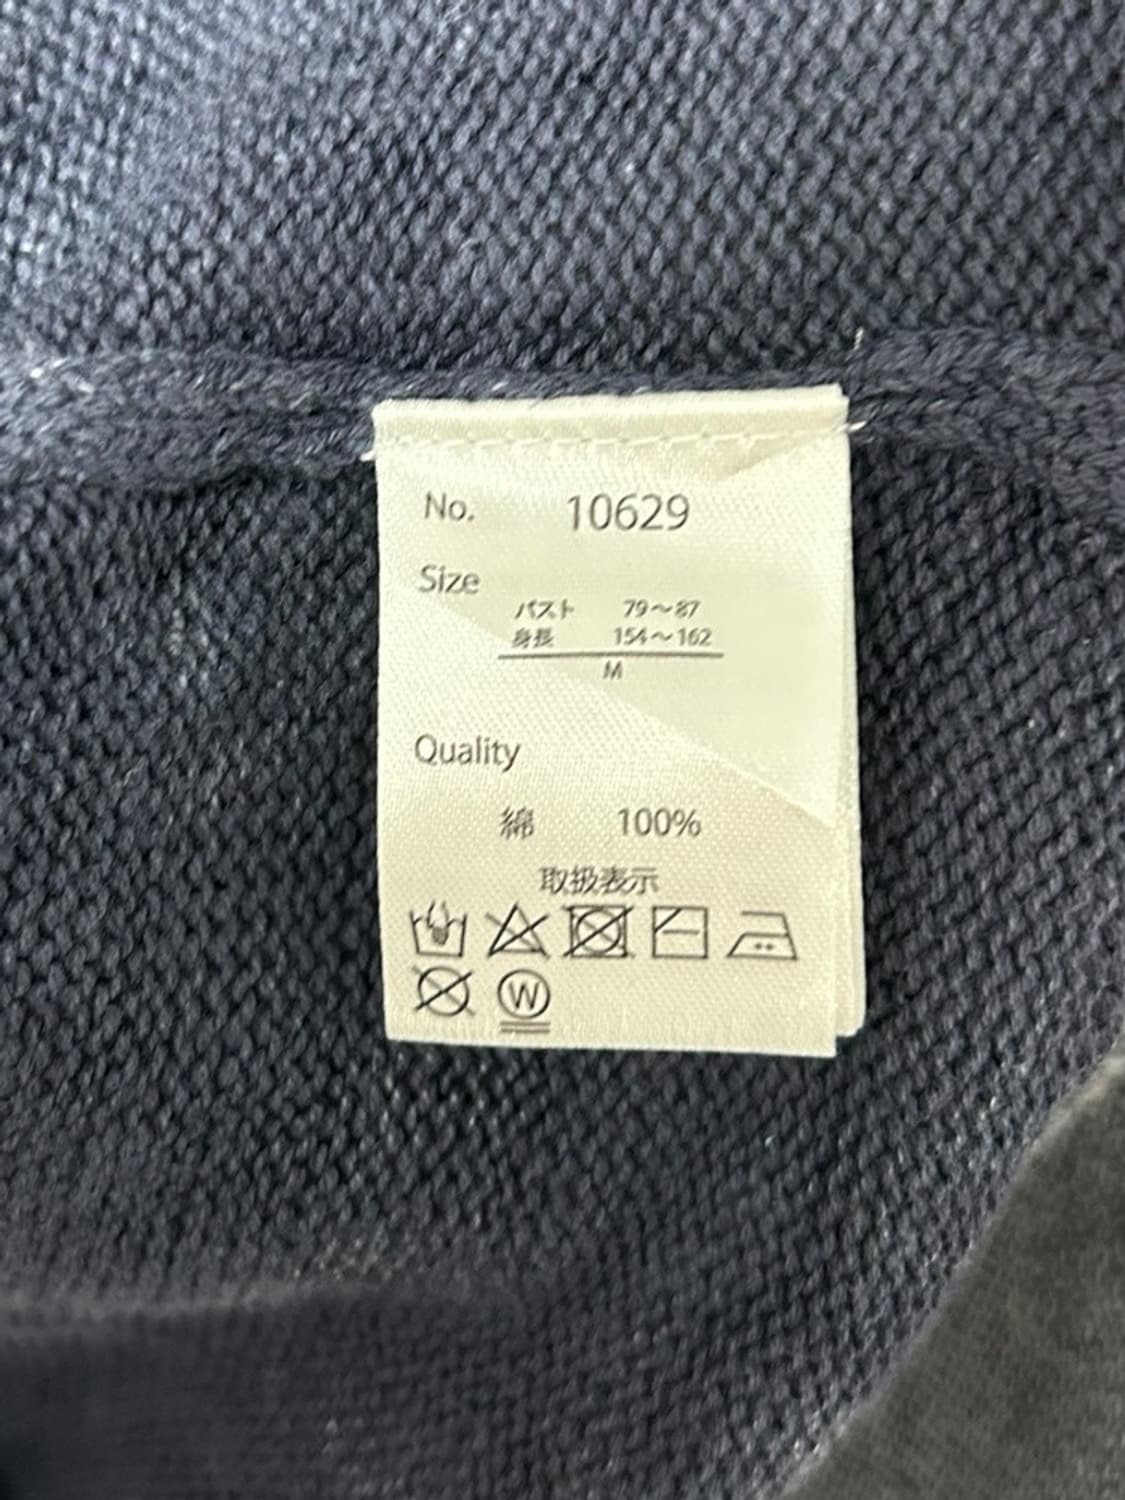 No. 10629
Size
バスト 79〜87
身長 154〜162
M
Quality
綿 100%
取扱表示
W